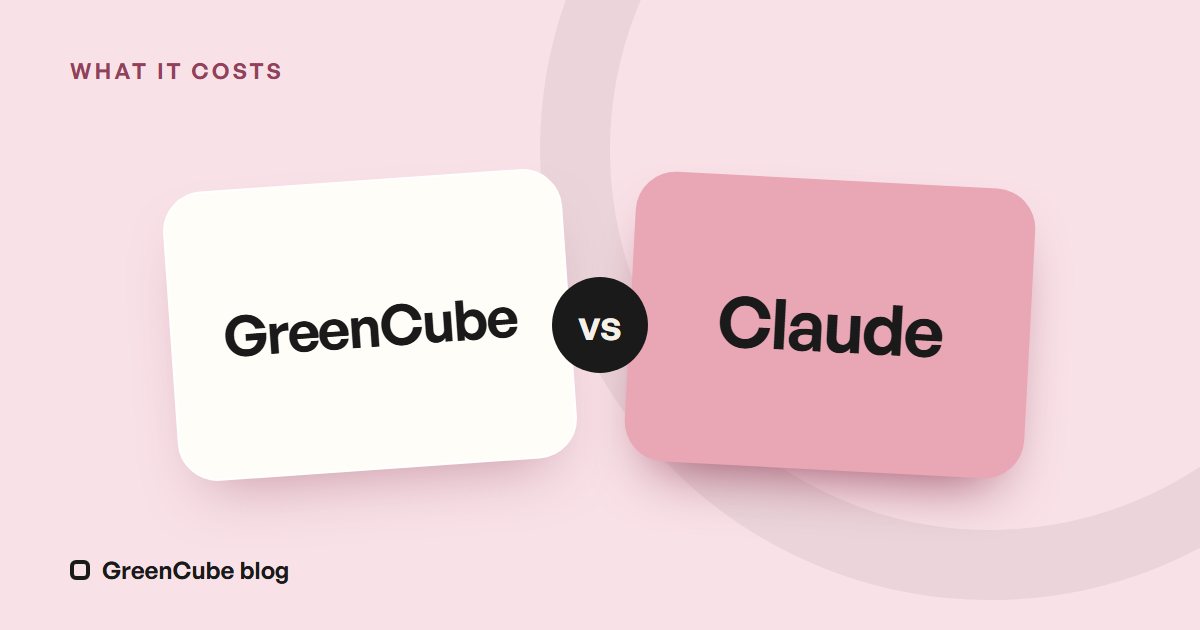 WHAT IT COSTS
GreenCube
vs
Claude
GreenCube blog